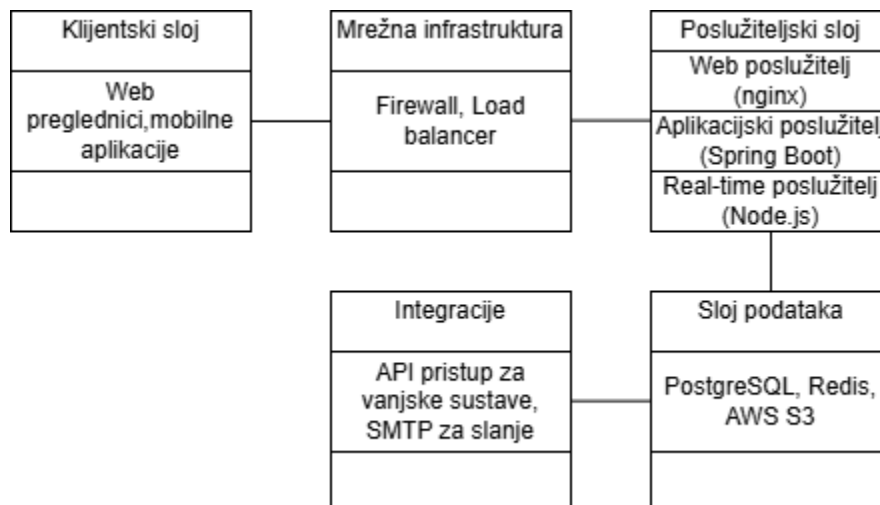 Klijentski sloj
Web
preglednici,mobilne
aplikacije
Mrežna infrastruktura
Firewall, Load
balancer
Poslužiteljski sloj
Web poslužitelj
(nginx)
Aplikacijski poslužitelj
(Spring Boot)
Real-time poslužitelj
(Node.js)
Integracije
API pristup za
vanjske sustave,
SMTP za slanje
Sloj podataka
PostgreSQL, Redis,
AWS S3